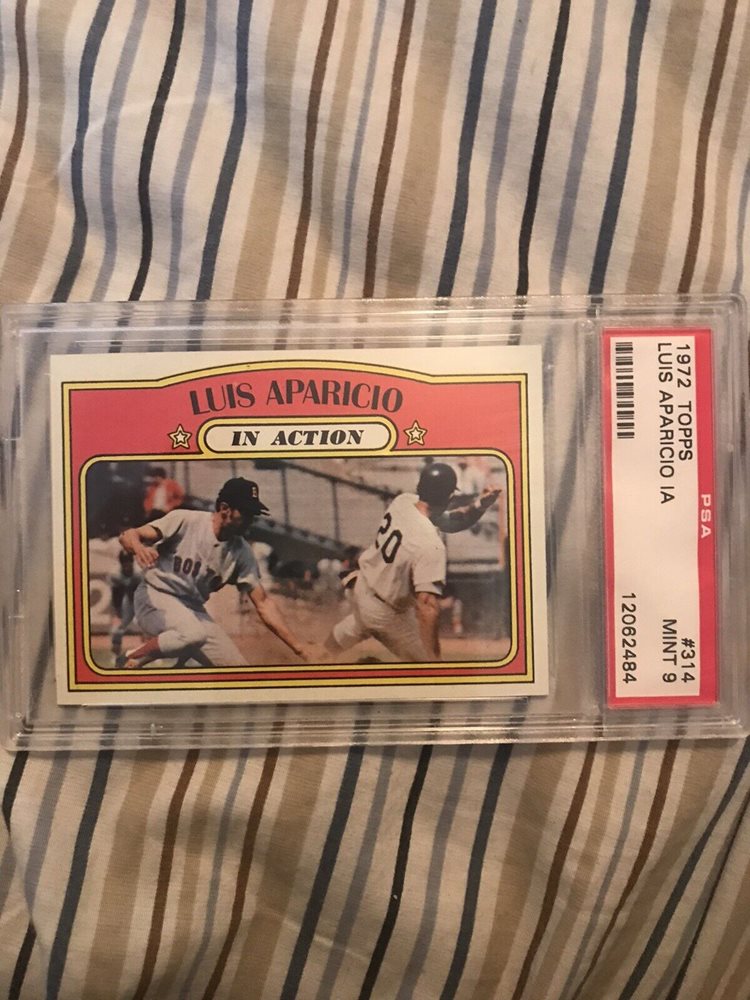 LUIS APARICIO
IN ACTION
BOSTON
20
1972 TOPPS #314
LUIS APARICIO IA MINT 9
12062484
PSA